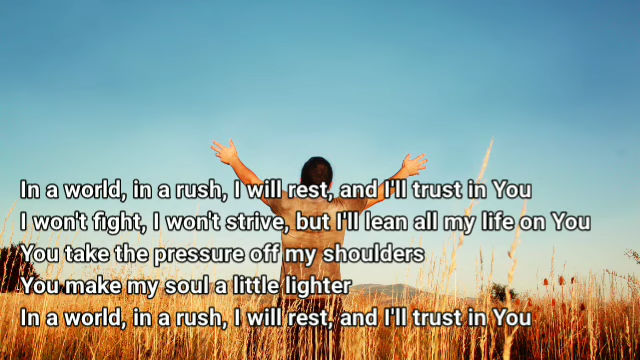 In a world, in a rush, I will rest, and I'll trust in You
I won't fight, I won't strive, but I'll lean all my life on You
You take the pressure off my shoulders
You make my soul a little lighter
In a world, in a rush, I will rest, and I'll trust in You